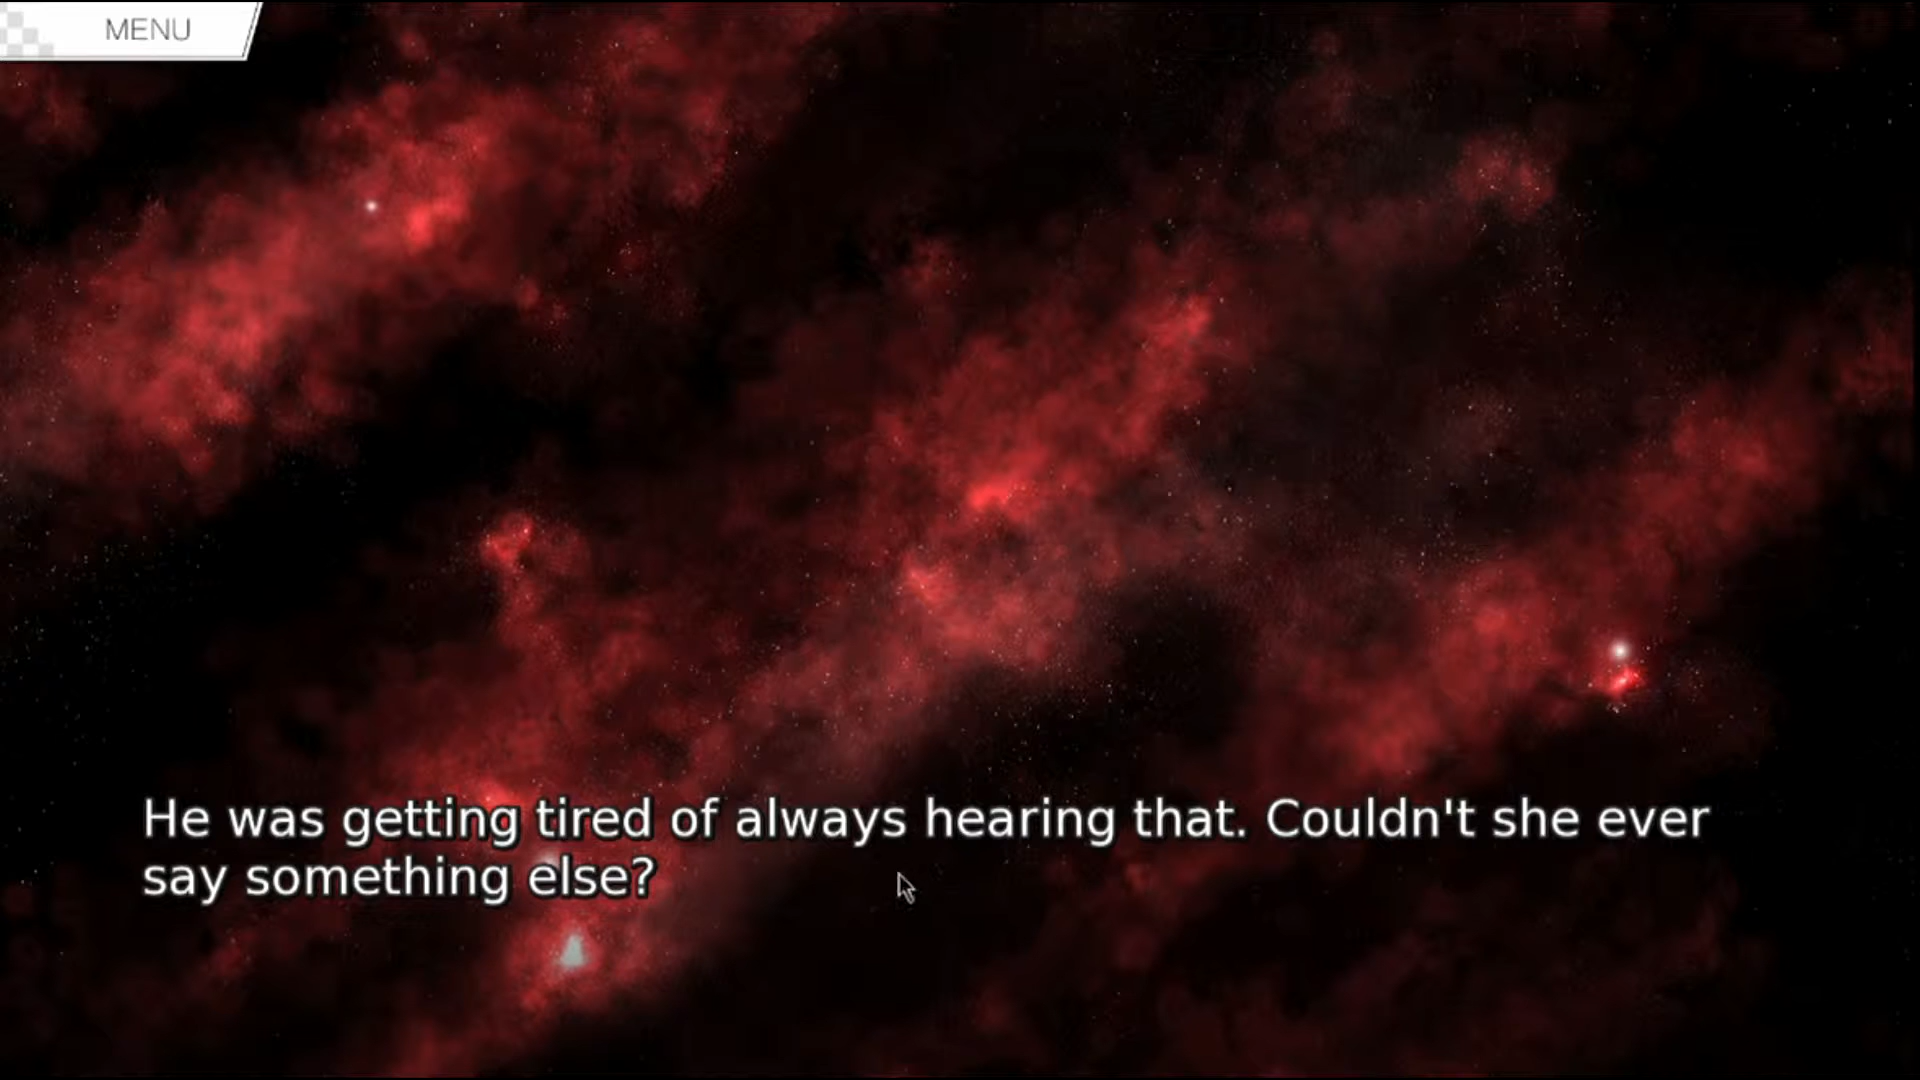 MENU
He was getting tired of always hearing that. Couldn't she ever
say something else?